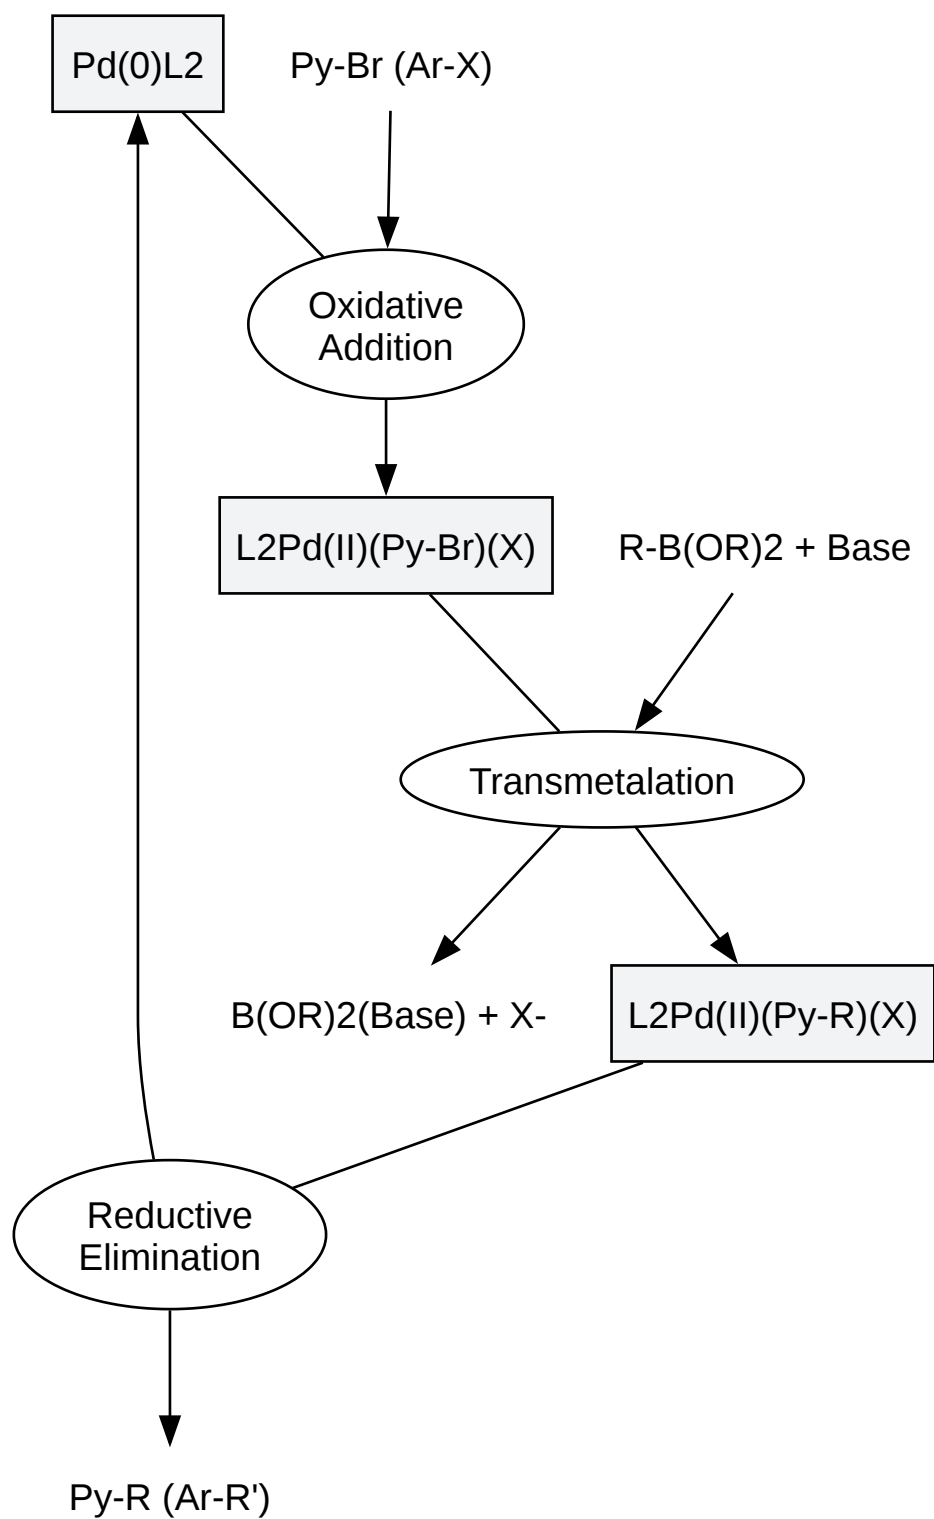 Pd(0)L2
Py-Br (Ar-X)
Oxidative
Addition
L2Pd(II)(Py-Br)(X)
R-B(OR)2 + Base
Transmetalation
B(OR)2(Base) + X-
L2Pd(II)(Py-R)(X)
Reductive
Elimination
Py-R (Ar-R')